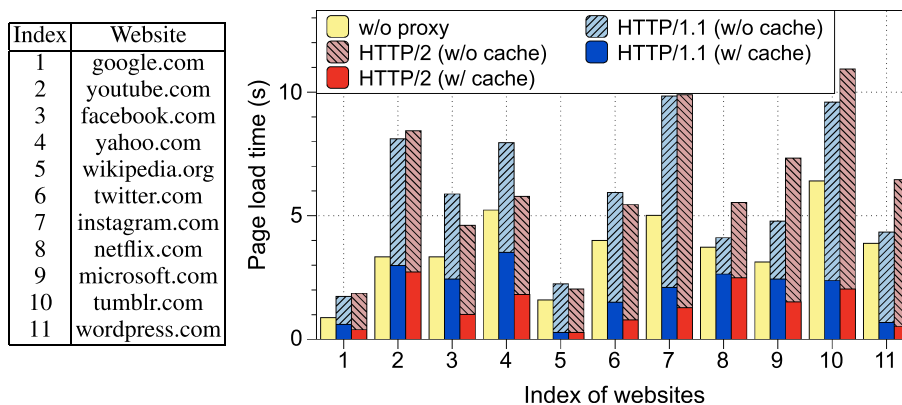 Index Website
1 google.com
2 youtube.com
3 facebook.com
4 yahoo.com
5 wikipedia.org
6 twitter.com
7 instagram.com
8 netflix.com
9 microsoft.com
10 tumblr.com
11 wordpress.com
w/o proxy
HTTP/2 (w/o cache)
HTTP/2 (w/ cache)
HTTP/1.1 (w/o cache)
HTTP/1.1 (w/ cache)
Page load time (s)
10
5
0
1 2 3 4 5 6 7 8 9 10 11
Index of websites